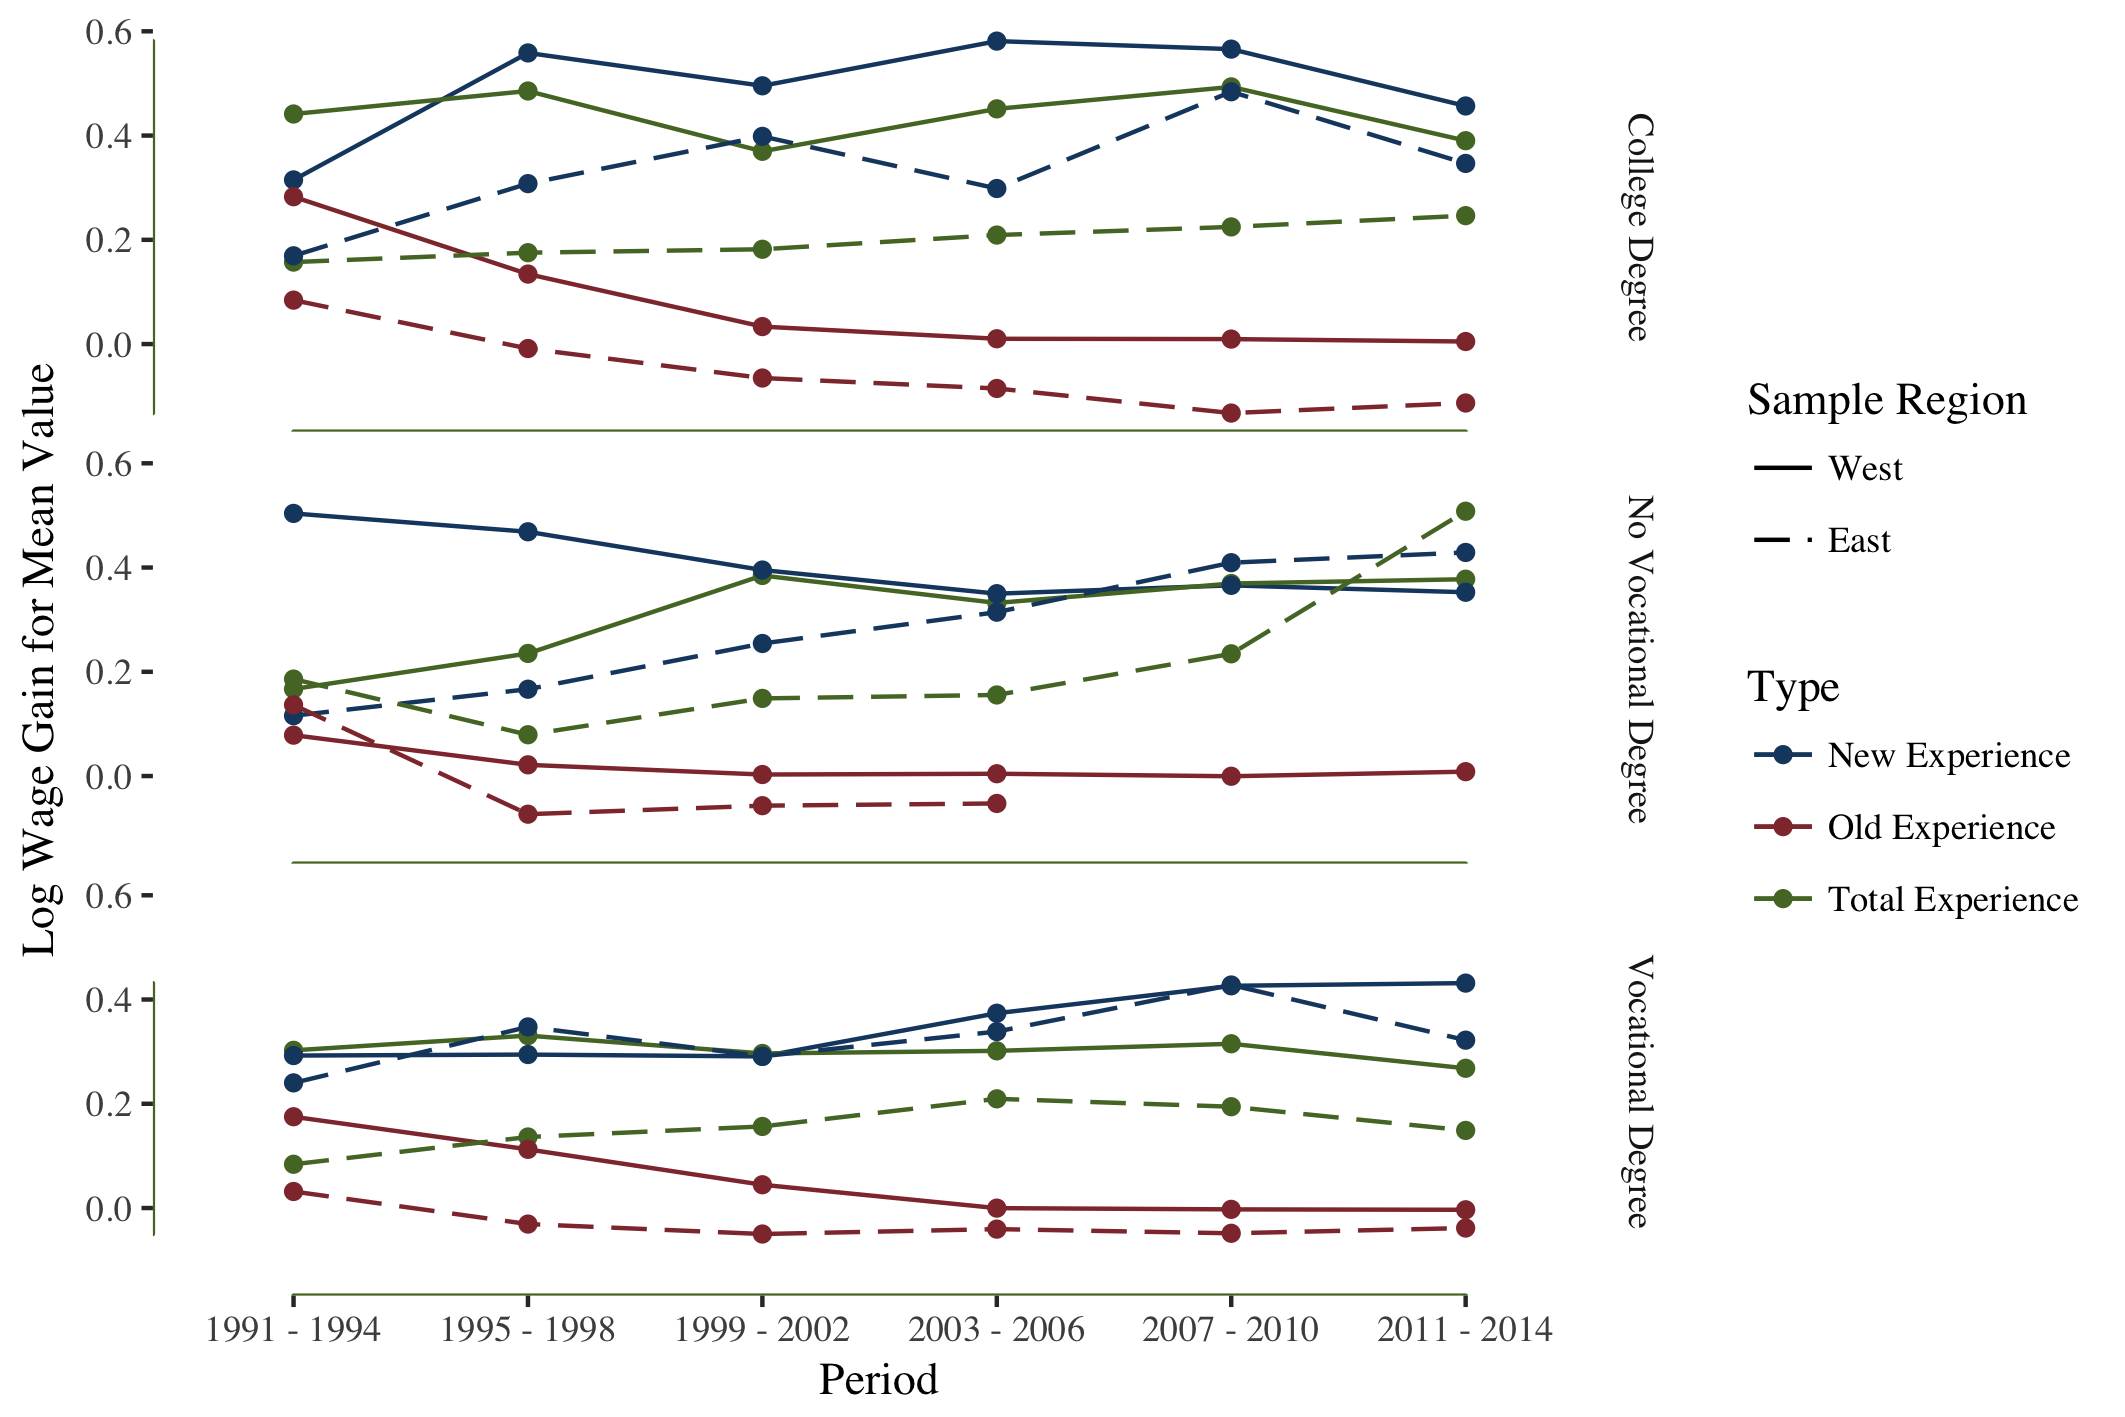 Log Wage Gain for Mean Value
0.6
0.4
0.2
0.0
College Degree
0.6
0.4
0.2
0.0
No Vocational Degree
0.6
0.4
0.2
0.0
Vocational Degree
1991 - 1994
1995 - 1998
1999 - 2002
2003 - 2006
2007 - 2010
2011 - 2014
Period
Sample Region
West
East
Type
New Experience
Old Experience
Total Experience